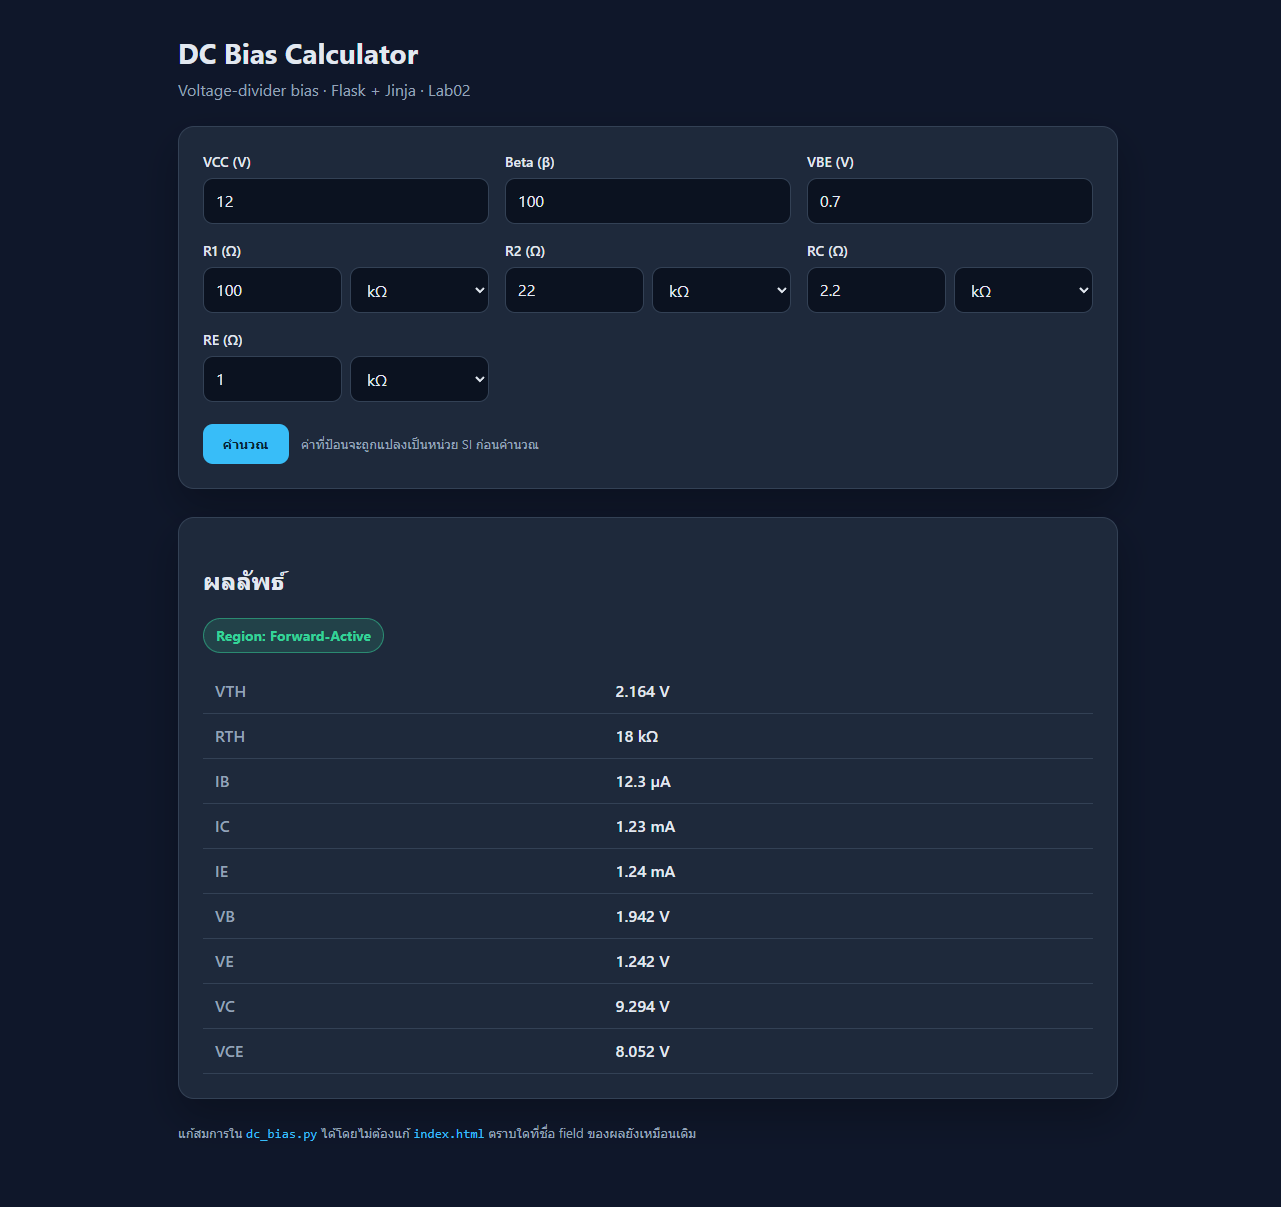 DC Bias Calculator
Voltage-divider bias · Flask + Jinja · Lab02
VCC (V) Beta (β) VBE (V)
12 100 0.7
R1 (Ω) R2 (Ω) RC (Ω)
100 kΩ 22 kΩ 2.2 kΩ
RE (Ω)
1 kΩ
คำนวณ ค่าที่ป้อนจะถูกแปลงเป็นหน่วย SI ก่อนคำนวณ
ผลลัพธ์
Region: Forward-Active
VTH 2.164 V
RTH 18 kΩ
IB 12.3 µA
IC 1.23 mA
IE 1.24 mA
VB 1.942 V
VE 1.242 V
VC 9.294 V
VCE 8.052 V
แก้สมการใน dc_bias.py ได้โดยไม่ต้องแก้ index.html ตราบใดที่ชื่อ field ของผลยังเหมือนเดิม